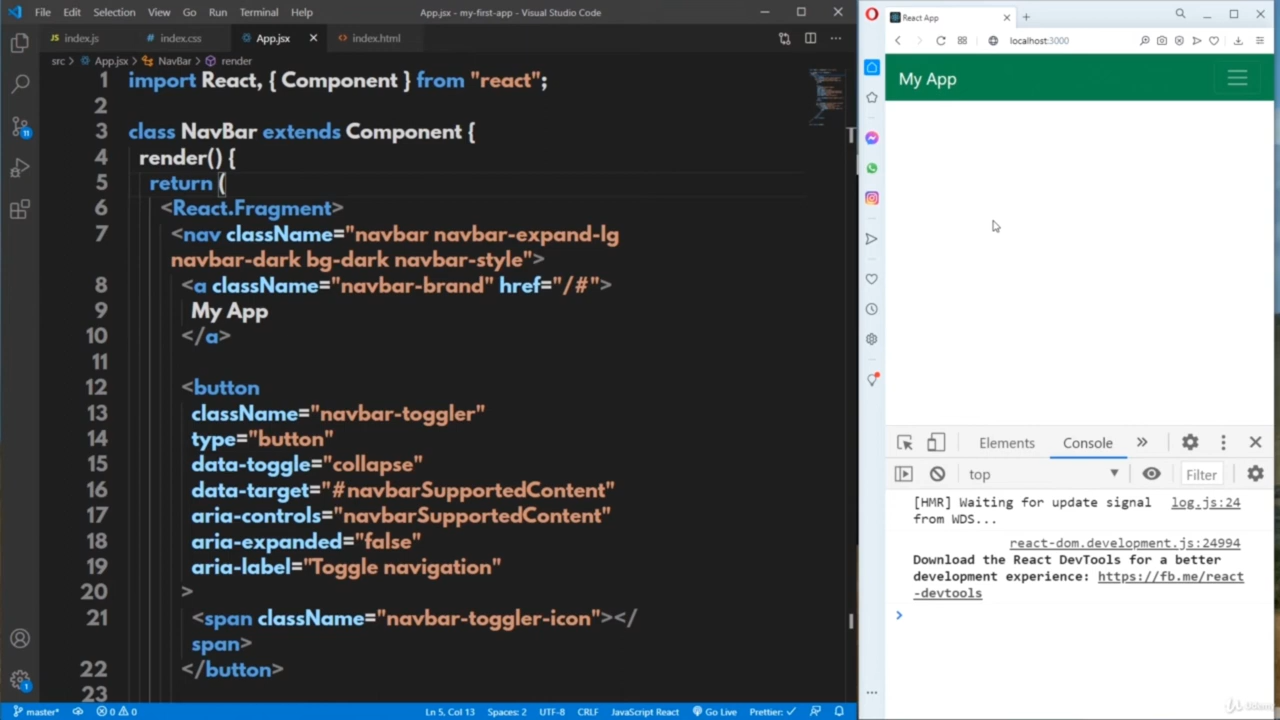 File Edit Selection View Go Run Terminal Help
App.jsx - my-first-app - Visual Studio Code
index.js
index.css
App.jsx
index.html
src > App.jsx > NavBar > render
1 import React, { Component } from "react";
2
3 class NavBar extends Component {
4 render() {
5 return (
6 <React.Fragment>
7 <nav className="navbar navbar-expand-lg
navbar-dark bg-dark navbar-style">
8 <a className="navbar-brand" href="/#">
9 My App
10 </a>
11
12 <button
13 className="navbar-toggler"
14 type="button"
15 data-toggle="collapse"
16 data-target="#navbarSupportedContent"
17 aria-controls="navbarSupportedContent"
18 aria-expanded="false"
19 aria-label="Toggle navigation"
20 >
21 <span className="navbar-toggler-icon"></
span>
22 </button>
23
11
1
master*
0 0
Ln 5, Col 13
Spaces: 2
UTF-8
CRLF
JavaScript React
Go Live
Prettier: ✓
React App
localhost:3000
My App
Elements
Console
top
Filter
[HMR] Waiting for update signal log.js:24
from WDS...
react-dom.development.js:24994
Download the React DevTools for a better
development experience: https://fb.me/react
-devtools
Udemy